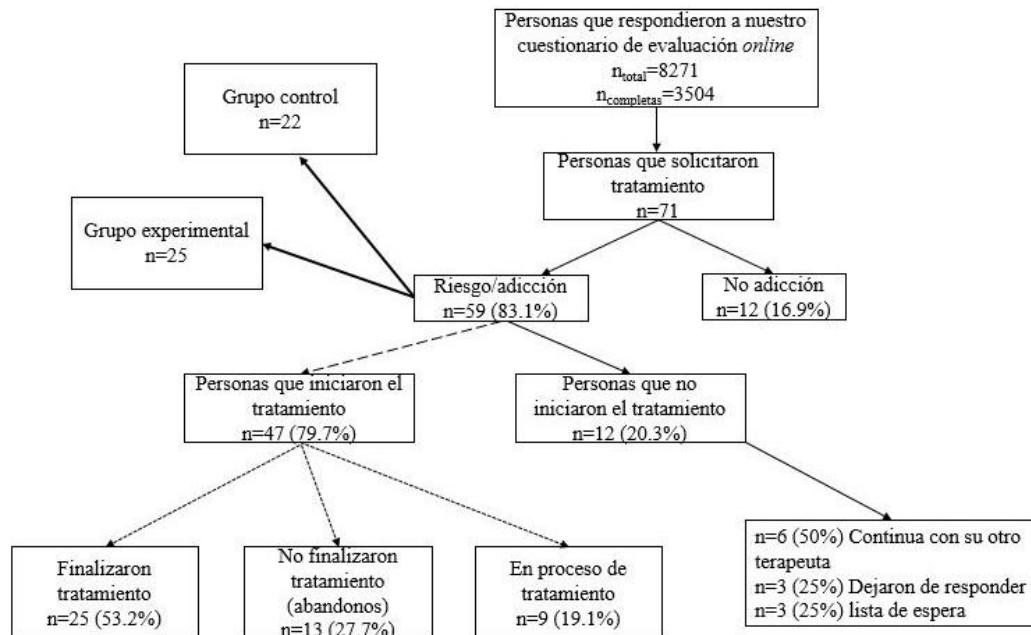 Personas que respondieron a nuestro
cuestionario de evaluación online
ntotal=8271
ncompletas=3504
Grupo control
n=22
Personas que solicitaron
tratamiento
n=71
Grupo experimental
n=25
Riesgo/adicción
n=59 (83.1%)
No adicción
n=12 (16.9%)
Personas que iniciaron el
tratamiento
n=47 (79.7%)
Personas que no
iniciaron el tratamiento
n=12 (20.3%)
Finalizaron
tratamiento
n=25 (53.2%)
No finalizaron
tratamiento
(abandonos)
n=13 (27.7%)
En proceso de
tratamiento
n=9 (19.1%)
n=6 (50%) Continua con su otro
terapeuta
n=3 (25%) Dejaron de responder
n=3 (25%) lista de espera